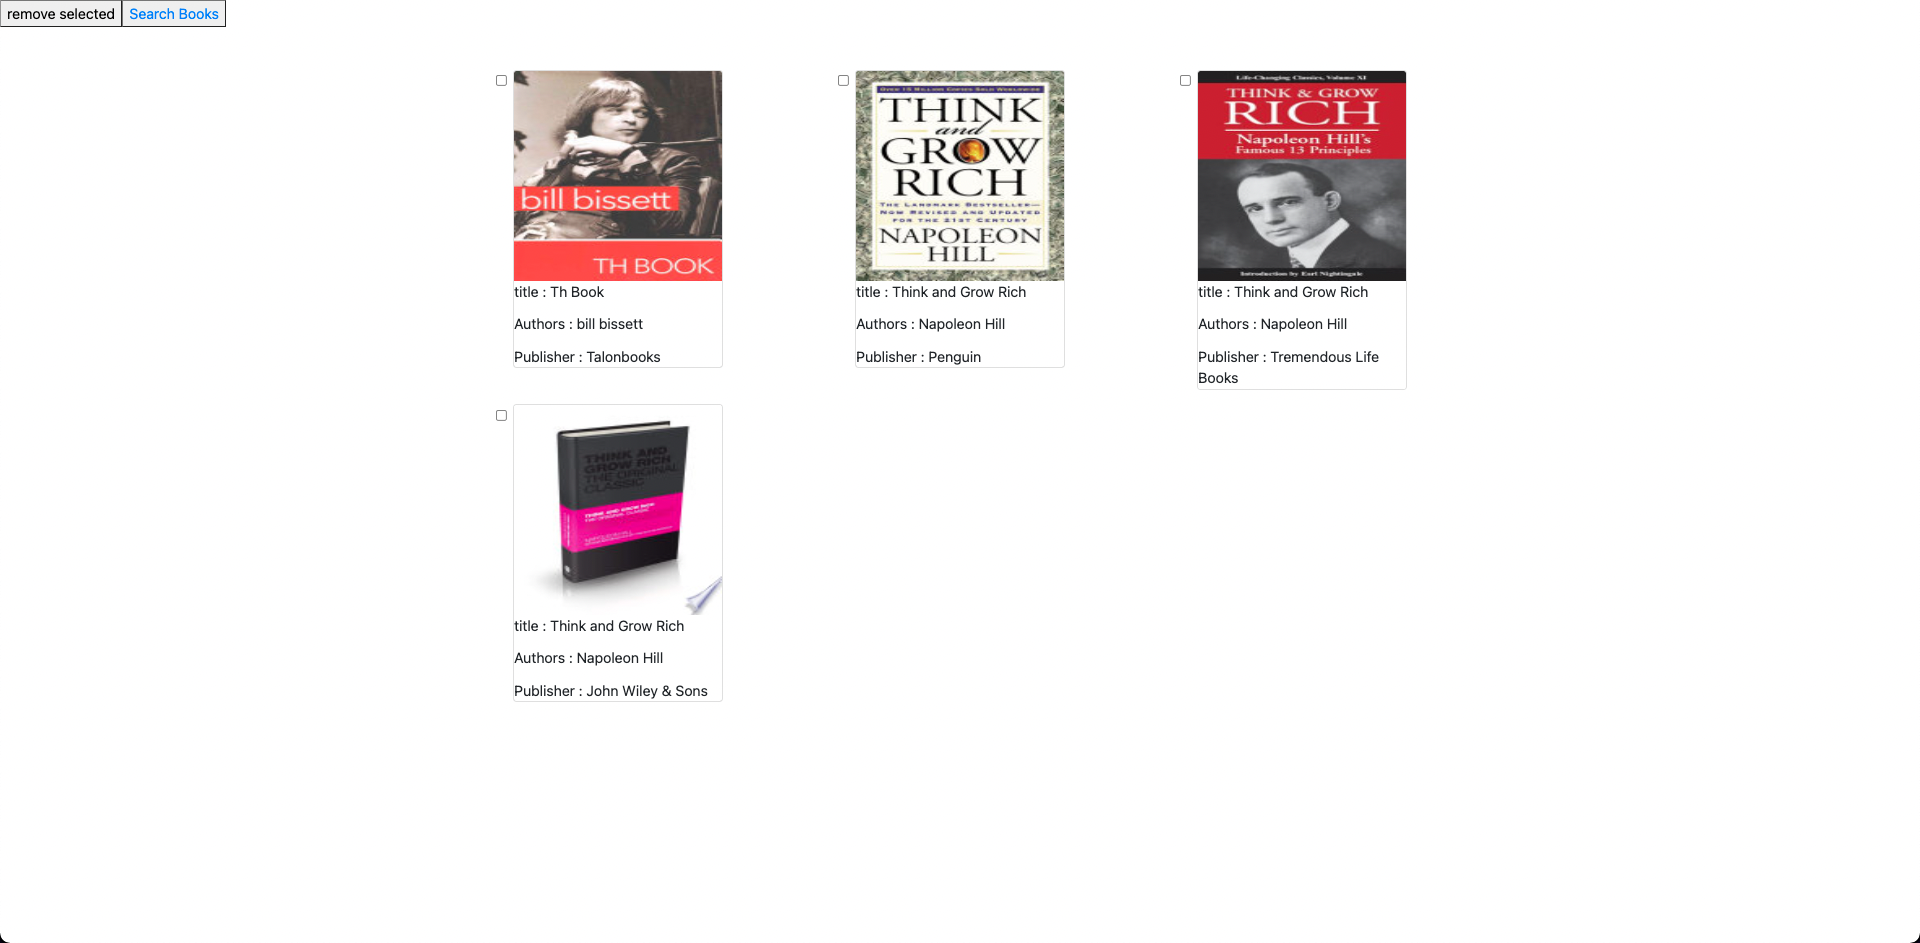 remove selected
Search Books
bill bissett
TH BOOK
title : Th Book
Authors : bill bissett
Publisher : Talonbooks
OVER 15 MILLION COPIES SOLD WORLDWIDE
THINK
and
GROW
RICH
THE LANDMARK BESTSELLER—
NOW REVISED AND UPDATED
FOR THE 21ST CENTURY
NAPOLEON
HILL
title : Think and Grow Rich
Authors : Napoleon Hill
Publisher : Penguin
Life-Changing Classics, Volume XI
THINK & GROW
RICH
Napoleon Hill's
Famous 13 Principles
Introduction by Earl Nightingale
title : Think and Grow Rich
Authors : Napoleon Hill
Publisher : Tremendous Life
Books
THINK AND
GROW RICH
THE ORIGINAL
CLASSIC
THINK AND GROW RICH
THE ORIGINAL CLASSIC
title : Think and Grow Rich
Authors : Napoleon Hill
Publisher : John Wiley & Sons